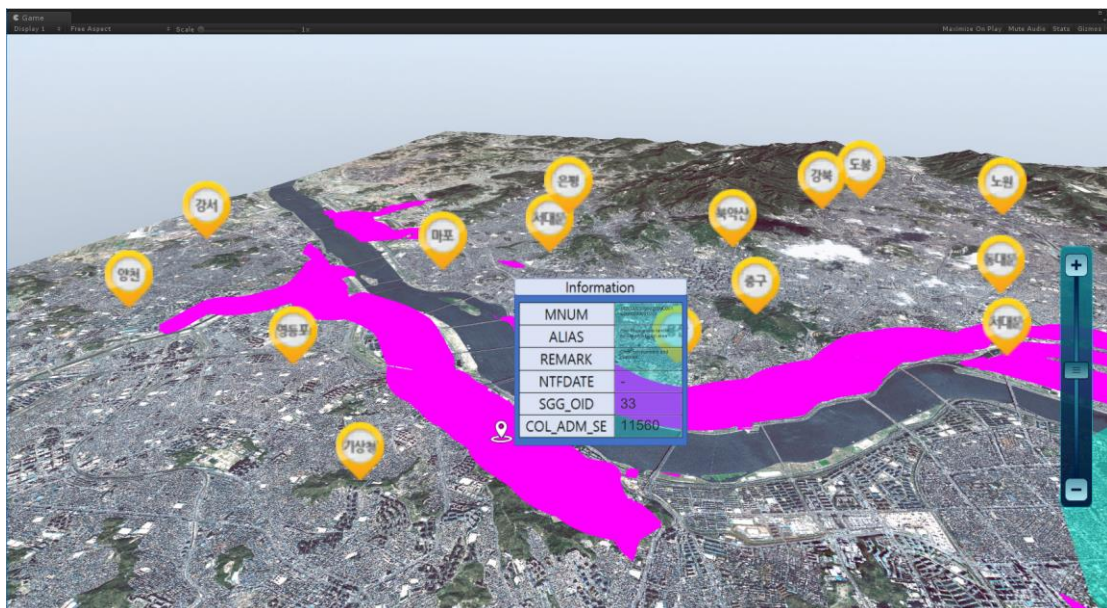 Game
Display 1
Free Aspect
Scale
1x
Maximize On Play
Mute Audio
Stats
Gizmos
은평
강북
도봉
노원
강서
서대문
북악산
마포
양천
중구
동대문
영등포
서대문
기상청
Information
MNUM
ALIAS
REMARK
NTFDATE -
SGG_OID 33
COL_ADM_SE 11560
+